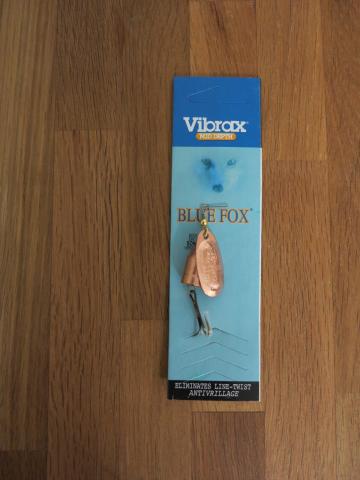 Vibrax®
MID DEPTH
BLUE FOX®
ELIMINATES LINE-TWIST
ANTIVRILLAGE